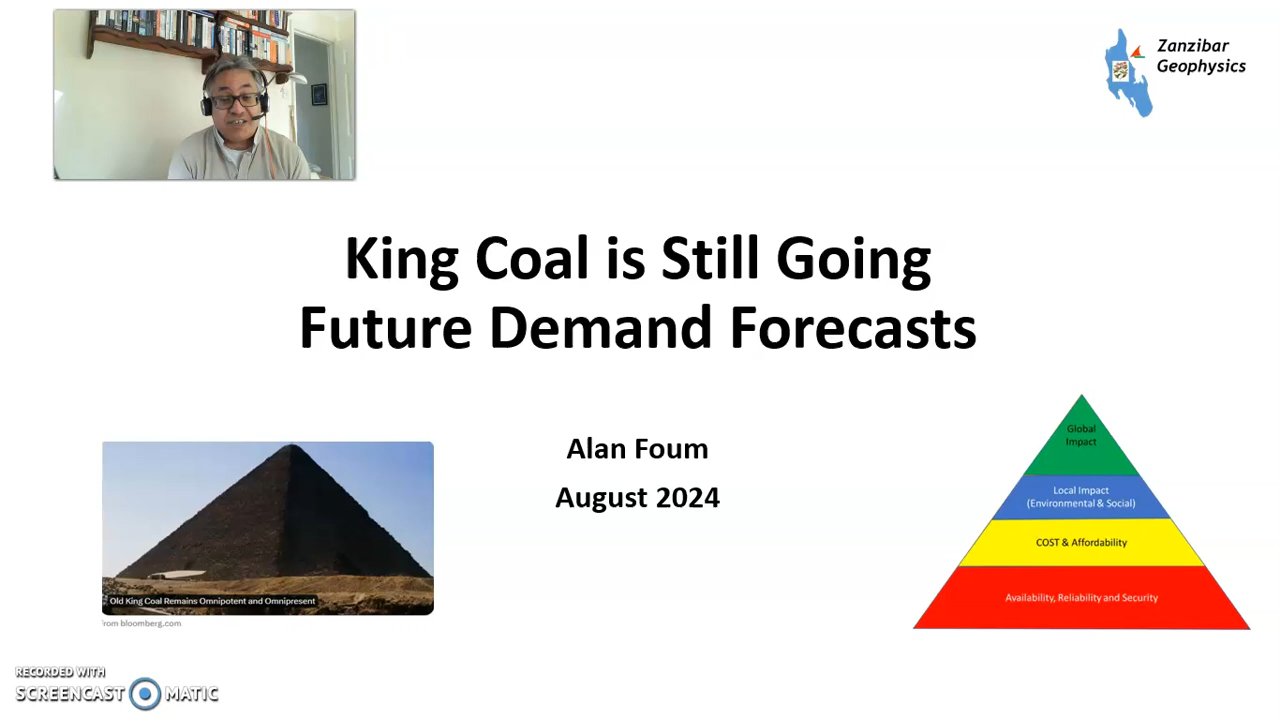 Zanzibar
Geophysics
King Coal is Still Going
Future Demand Forecasts
Alan Foum
August 2024
Old King Coal Remains Omnipotent and Omnipresent
From bloomberg.com
Global
Impact
Local Impact
(Environmental & Social)
COST & Affordability
Availability, Reliability and Security
RECORDED WITH
SCREENCAST MATIC